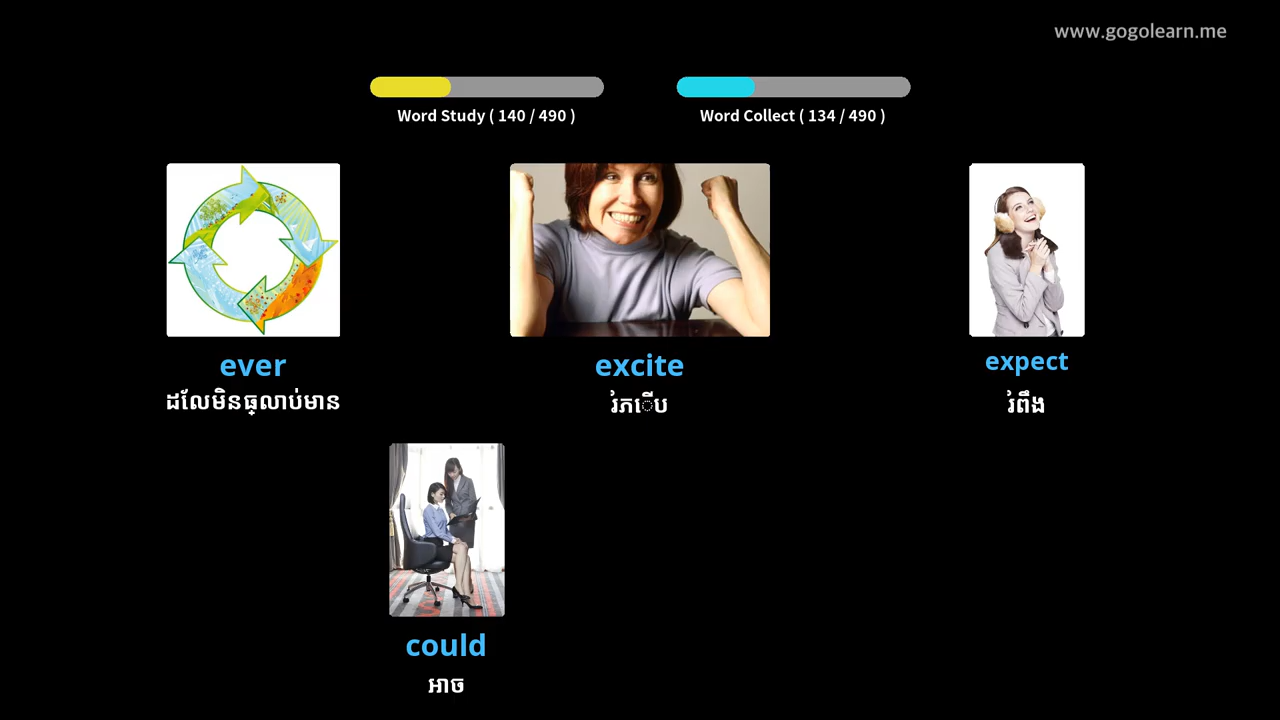 www.gogolearn.me
Word Study ( 140 / 490 )
Word Collect ( 134 / 490 )
ever
ដែលមិនធ្លាប់មាន
excite
រំភើប
expect
រំពឹង
could
អាច